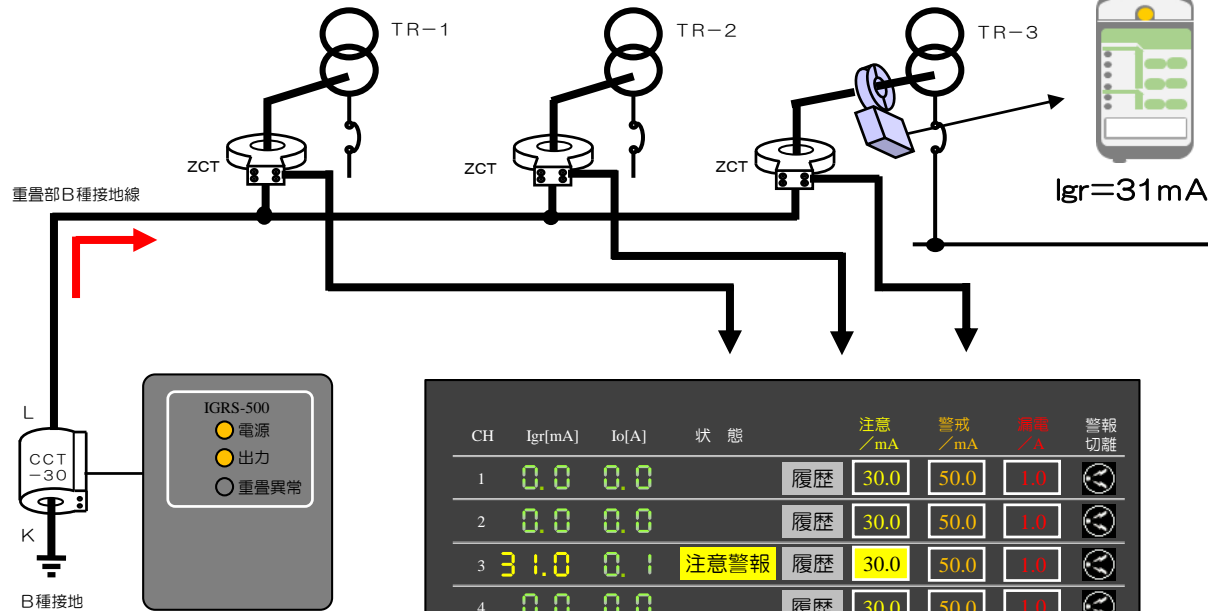 TR－1
TR－2
TR－3
ZCT
ZCT
ZCT
重畳部B種接地線
Igr＝31mA
L
CCT
－30
K
B種接地
IGRS-500
電源
出力
重畳異常
CH Igr[mA] Io[A] 状 態 注意／mA 警戒／mA 漏電／A 警報切離
1 0.0 0.0 履歴 30.0 50.0 1.0
2 0.0 0.0 履歴 30.0 50.0 1.0
3 31.0 0.1 注意警報 履歴 30.0 50.0 1.0
4 0.0 0.0 履歴 30.0 50.0 1.0